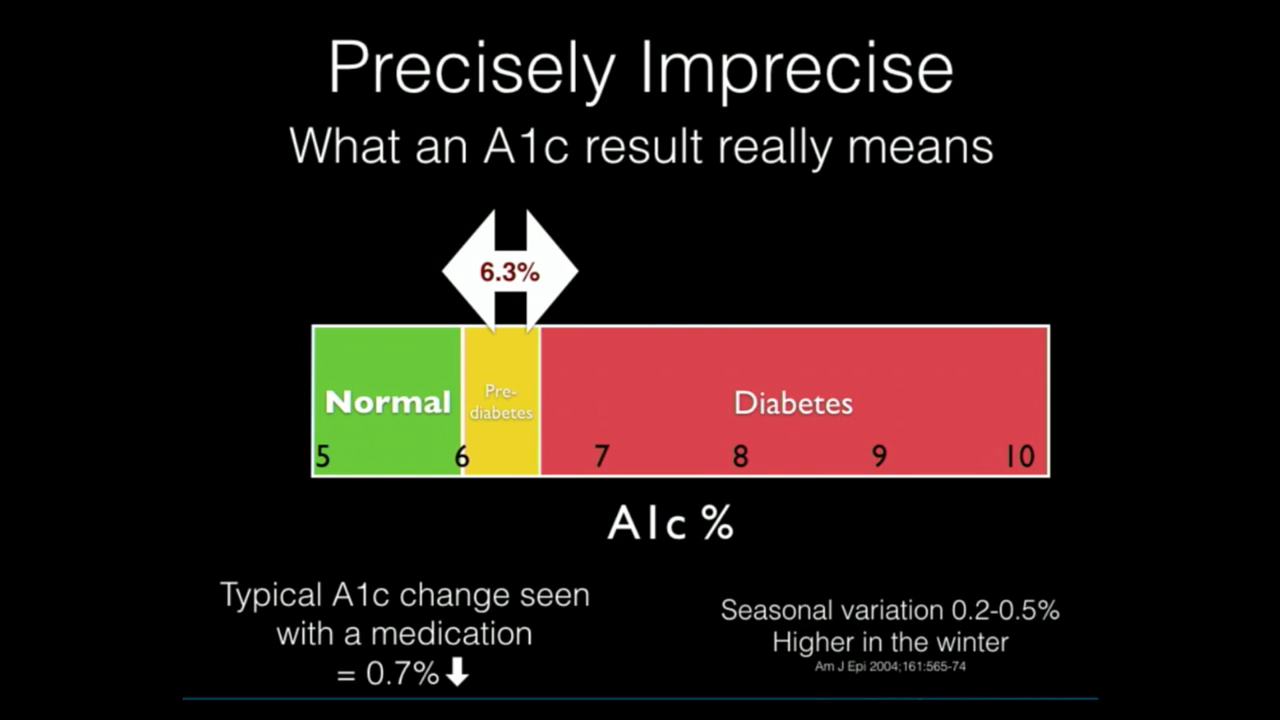 Precisely Imprecise
What an A1c result really means
6.3%
Normal
Pre-
diabetes
Diabetes
5 6 7 8 9 10
A1c %
Typical A1c change seen
with a medication
= 0.7%
Seasonal variation 0.2-0.5%
Higher in the winter
Am J Epi 2004;161:565-74